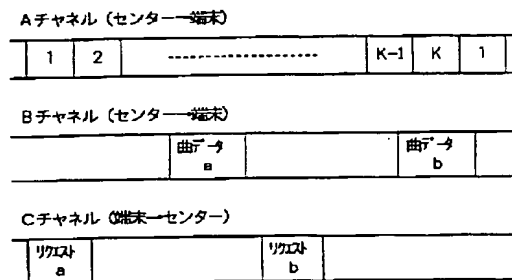 Aチャネル (センター→端末)
1 2 K-1 K 1
Bチャネル (センター→端末)
曲データ a 曲データ b
Cチャネル (端末→センター)
リクエスト a リクエスト b